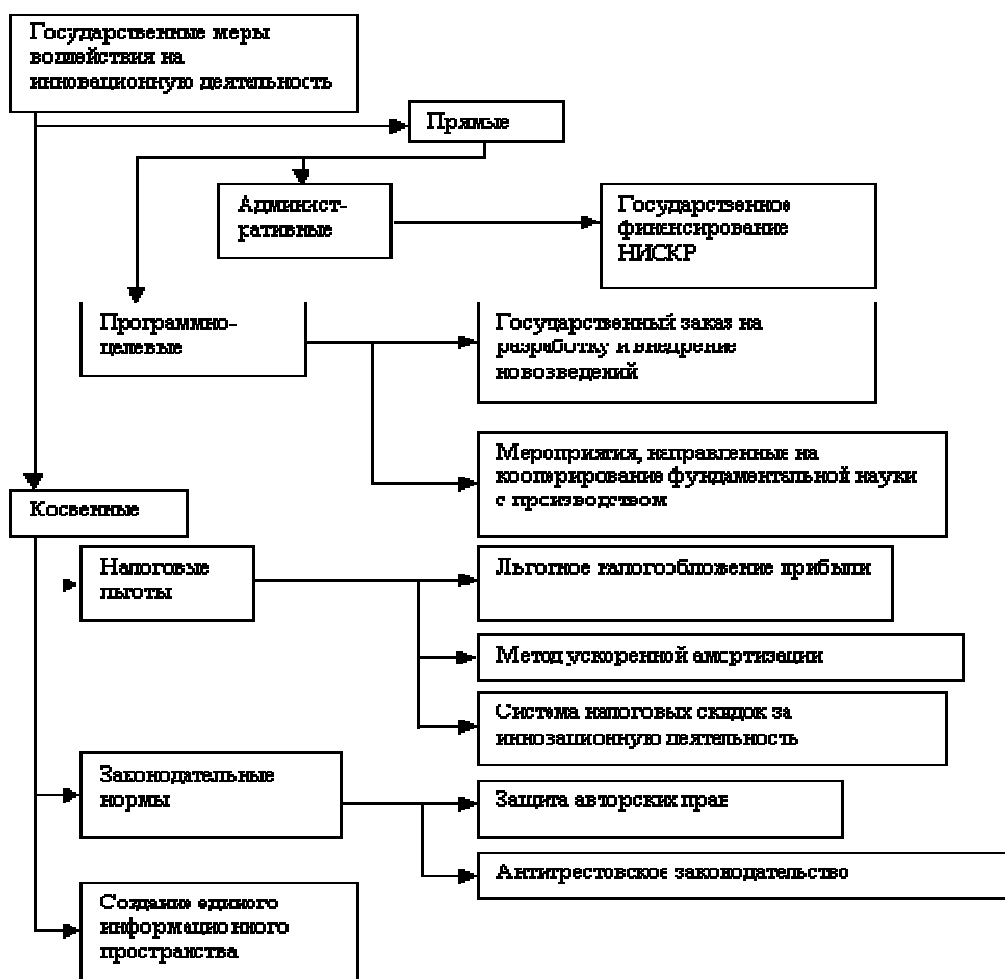 Государственные меры
воздействия на
инновационную деятельность
Прямые
Админист-
ративные
Государственное
финансирование
НИСКР
Программно-
целевые
Государственный заказ на
разработку и внедрение
нововведений
Мероприятия, направленные на
кооперирование фундаментальной науки
с производством
Косвенные
Налоговые
льготы
Льготное налогообложение прибыли
Метод ускоренной амортизации
Система налоговых скидок за
инновационную деятельность
Законодательные
нормы
Защита авторских прав
Антитрестовское законодательство
Создание единого
информационного
пространства